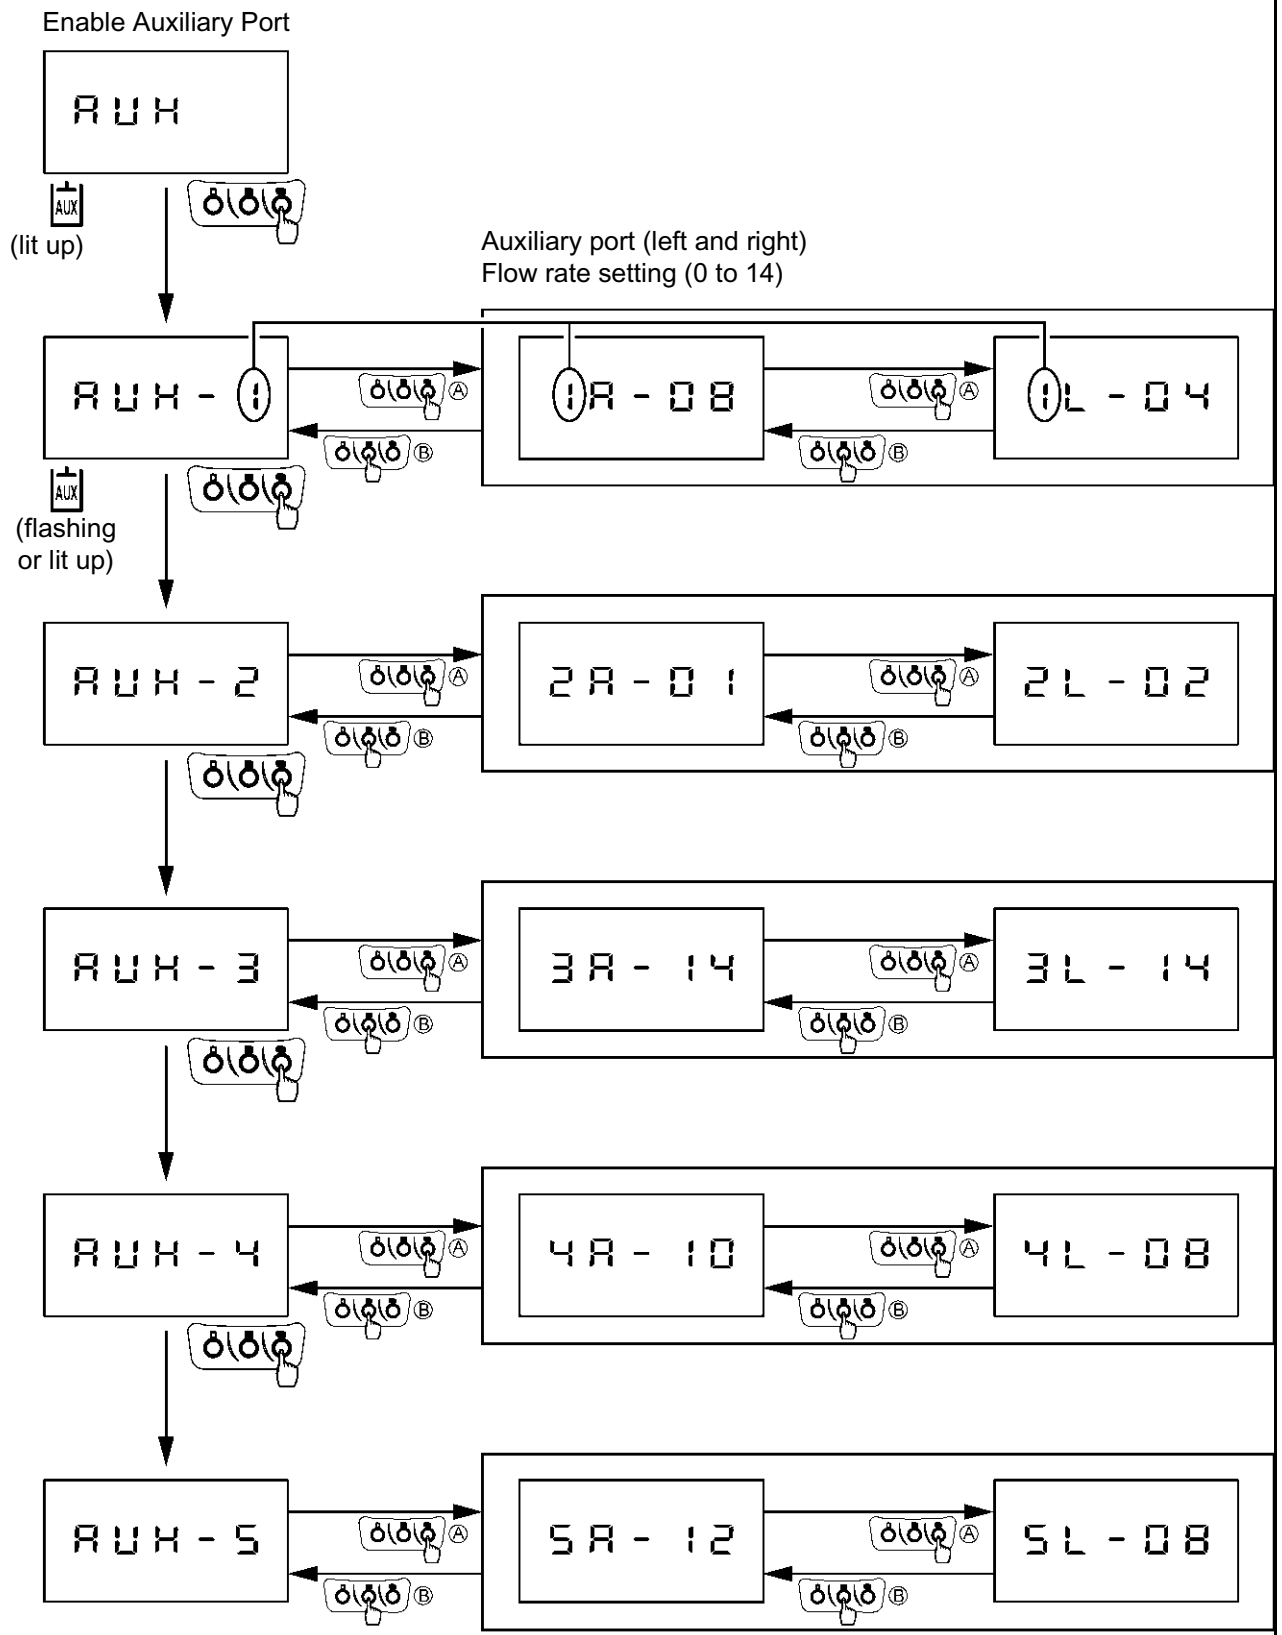 Enable Auxiliary Port
AUX
AUX
(lit up)
Auxiliary port (left and right)
Flow rate setting (0 to 14)
AUX-1
A
B
1A-08
A
B
1L-04
AUX
(flashing
or lit up)
AUX-2
A
B
2A-01
A
B
2L-02
AUX-3
A
B
3A-14
A
B
3L-14
AUX-4
A
B
4A-10
A
B
4L-08
AUX-5
A
B
5A-12
A
B
5L-08